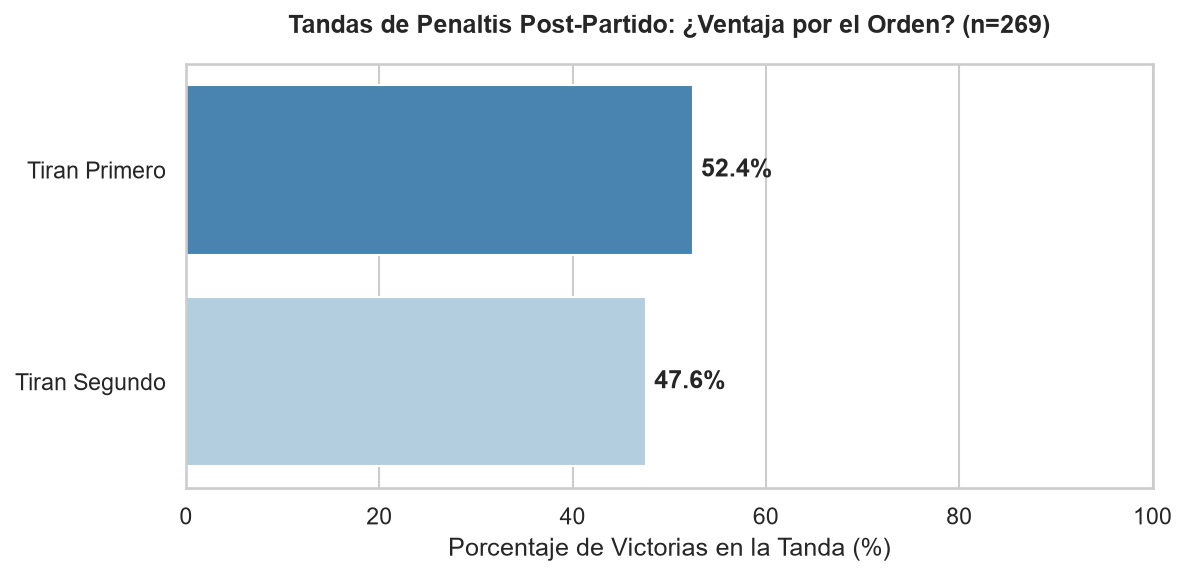 Tandas de Penaltis Post-Partido: ¿Ventaja por el Orden? (n=269)
Tiran Primero
52.4%
Tiran Segundo
47.6%
0 20 40 60 80 100
Porcentaje de Victorias en la Tanda (%)